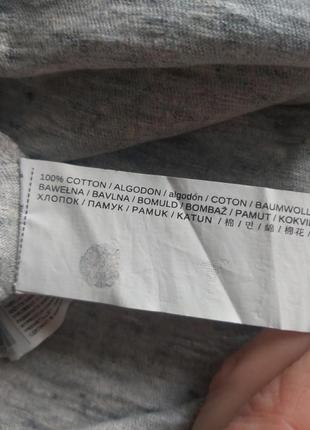 100% COTTON / ALGODON / algodón / COTON / BAUMWOLL
BAWEŁNA / BAVLNA / BOMULD / BOMBAŽ / PAMUT / KOKVI
ХЛОПОК / ПАМУК / PAMUK / KATUN / 棉 / 면 / 綿 / 棉花 /